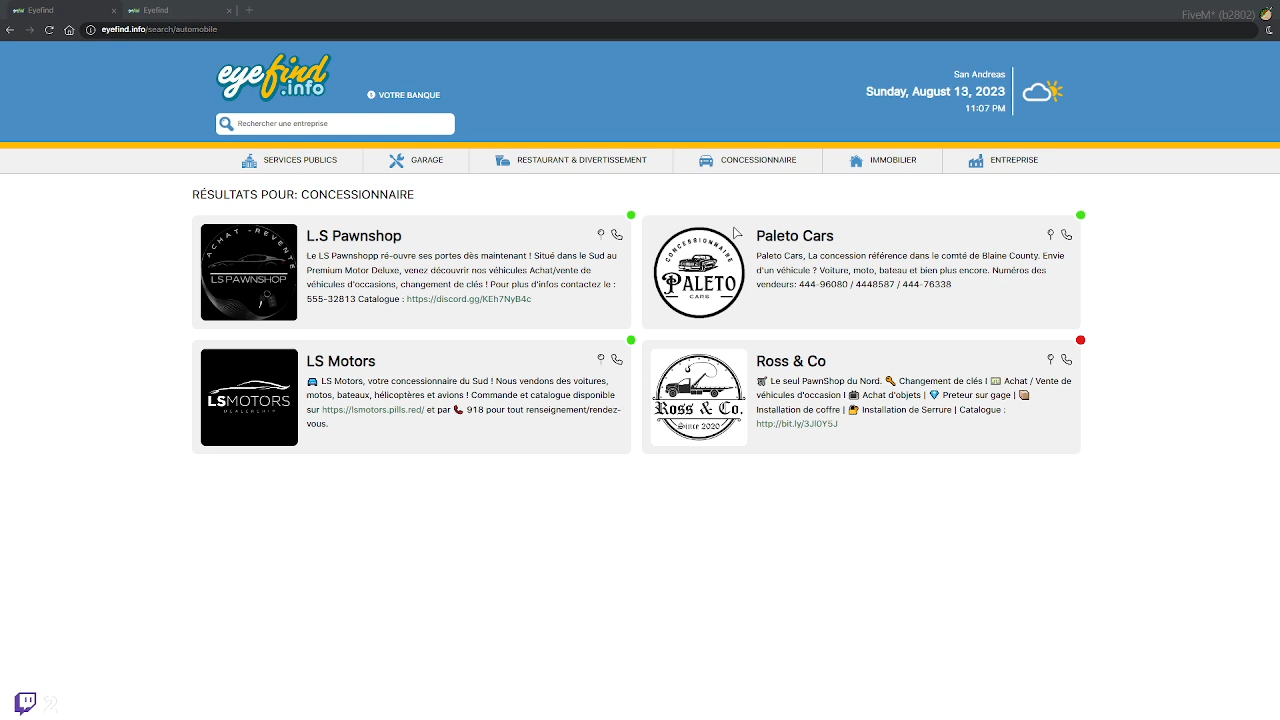 Eyefind
Eyefind
FiveM* (b2802)
eyefind.info/search/automobile
eyefind
.info
VOTRE BANQUE
San Andreas
Sunday, August 13, 2023
11:07 PM
Rechercher une entreprise
SERVICES PUBLICS
GARAGE
RESTAURANT & DIVERTISSEMENT
CONCESSIONNAIRE
IMMOBILIER
ENTREPRISE
RÉSULTATS POUR: CONCESSIONNAIRE
ACHAT - REVENTE
LS PAWNSHOP
L.S Pawnshop
Le LS Pawnshopp ré-ouvre ses portes dès maintenant ! Situé dans le Sud au
Premium Motor Deluxe, venez découvrir nos véhicules Achat/vente de
véhicules d'occasions, changement de clés ! Pour plus d'infos contactez le :
555-32813 Catalogue : https://discord.gg/KEh7NyB4c
CONCESSIONNAIRE
PALETO
CARS
Paleto Cars
Paleto Cars, La concession référence dans le comté de Blaine County. Envie
d'un véhicule ? Voiture, moto, bateau et bien plus encore. Numéros des
vendeurs: 444-96080 / 4448587 / 444-76338
LSMOTORS
DEALERSHIP
LS Motors
🚘 LS Motors, votre concessionnaire du Sud ! Nous vendons des voitures,
motos, bateaux, hélicoptères et avions ! Commande et catalogue disponible
sur https://lsmotors.pills.red/ et par 📞 918 pour tout renseignement/rendez-
vous.
Ross & Co.
Since 2020
Ross & Co
Le seul PawnShop du Nord. 🔑 Changement de clés I 💵 Achat / Vente de
véhicules d'occasion I Achat d'objets | 💎 Preteur sur gage |
Installation de coffre | 🔐 Installation de Serrure | Catalogue :
http://bit.ly/3Jl0Y5J